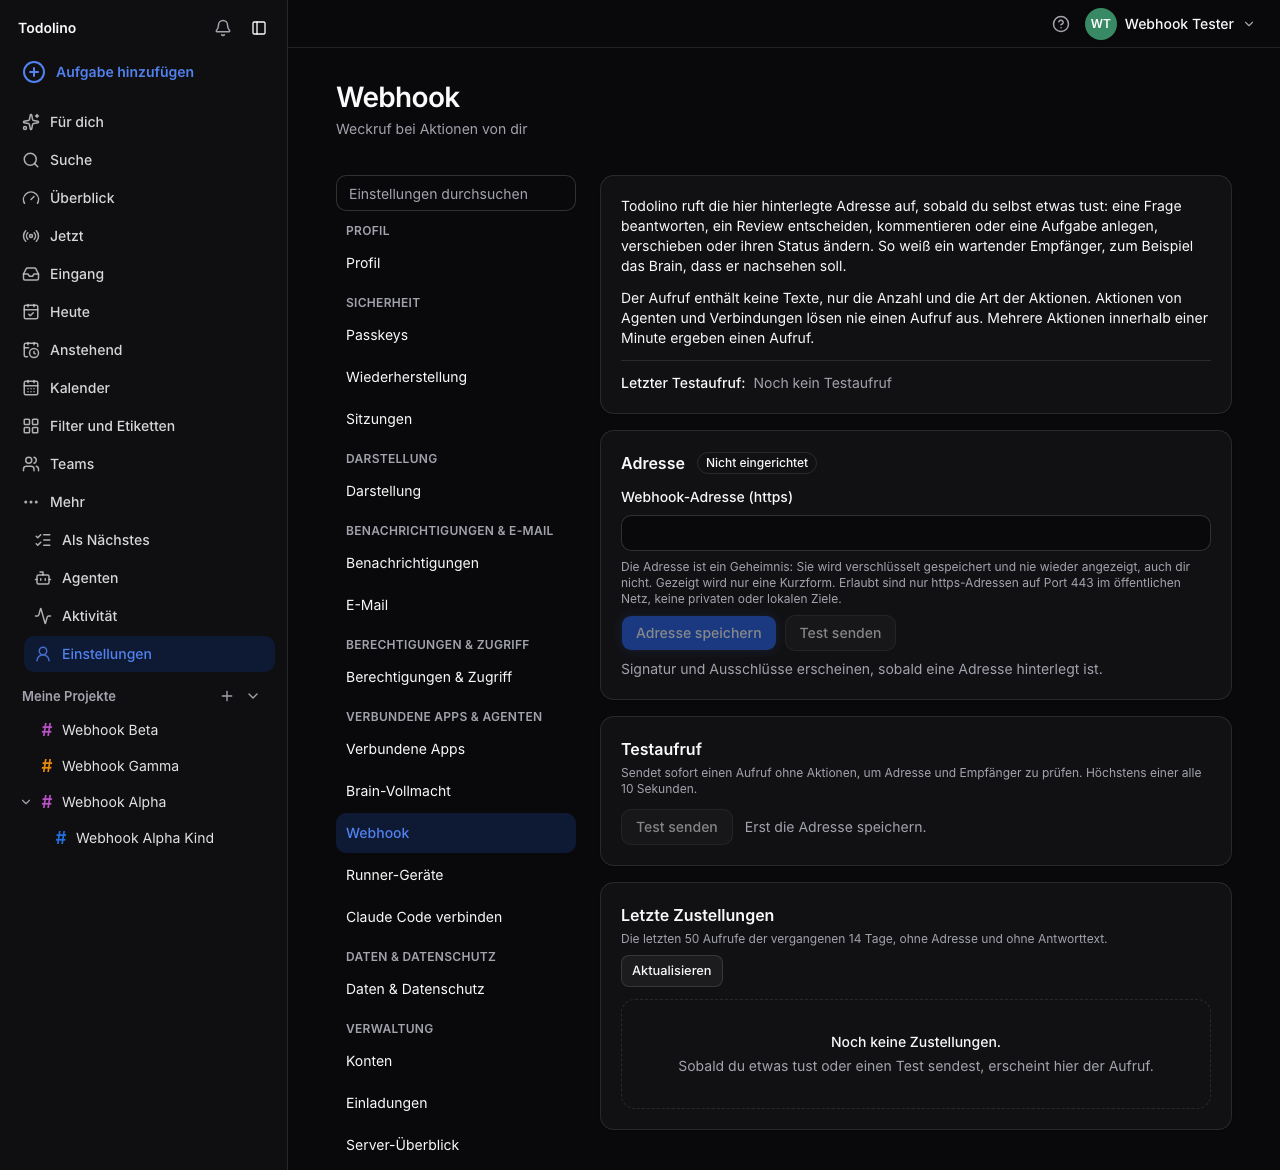 Todolino
Aufgabe hinzufügen
Für dich
Suche
Überblick
Jetzt
Eingang
Heute
Anstehend
Kalender
Filter und Etiketten
Teams
Mehr
Als Nächstes
Agenten
Aktivität
Einstellungen
Meine Projekte
# Webhook Beta
# Webhook Gamma
# Webhook Alpha
# Webhook Alpha Kind
WT Webhook Tester
Webhook
Weckruf bei Aktionen von dir
Einstellungen durchsuchen
PROFIL
Profil
SICHERHEIT
Passkeys
Wiederherstellung
Sitzungen
DARSTELLUNG
Darstellung
BENACHRICHTIGUNGEN & E-MAIL
Benachrichtigungen
E-Mail
BERECHTIGUNGEN & ZUGRIFF
Berechtigungen & Zugriff
VERBUNDENE APPS & AGENTEN
Verbundene Apps
Brain-Vollmacht
Webhook
Runner-Geräte
Claude Code verbinden
DATEN & DATENSCHUTZ
Daten & Datenschutz
VERWALTUNG
Konten
Einladungen
Server-Überblick
Todolino ruft die hier hinterlegte Adresse auf, sobald du selbst etwas tust: eine Frage
beantworten, ein Review entscheiden, kommentieren oder eine Aufgabe anlegen,
verschieben oder ihren Status ändern. So weiß ein wartender Empfänger, zum Beispiel
das Brain, dass er nachsehen soll.
Der Aufruf enthält keine Texte, nur die Anzahl und die Art der Aktionen. Aktionen von
Agenten und Verbindungen lösen nie einen Aufruf aus. Mehrere Aktionen innerhalb einer
Minute ergeben einen Aufruf.
Letzter Testaufruf: Noch kein Testaufruf
Adresse Nicht eingerichtet
Webhook-Adresse (https)
Die Adresse ist ein Geheimnis: Sie wird verschlüsselt gespeichert und nie wieder angezeigt, auch dir
nicht. Gezeigt wird nur eine Kurzform. Erlaubt sind nur https-Adressen auf Port 443 im öffentlichen
Netz, keine privaten oder lokalen Ziele.
Adresse speichern Test senden
Signatur und Ausschlüsse erscheinen, sobald eine Adresse hinterlegt ist.
Testaufruf
Sendet sofort einen Aufruf ohne Aktionen, um Adresse und Empfänger zu prüfen. Höchstens einer alle
10 Sekunden.
Test senden Erst die Adresse speichern.
Letzte Zustellungen
Die letzten 50 Aufrufe der vergangenen 14 Tage, ohne Adresse und ohne Antworttext.
Aktualisieren
Noch keine Zustellungen.
Sobald du etwas tust oder einen Test sendest, erscheint hier der Aufruf.